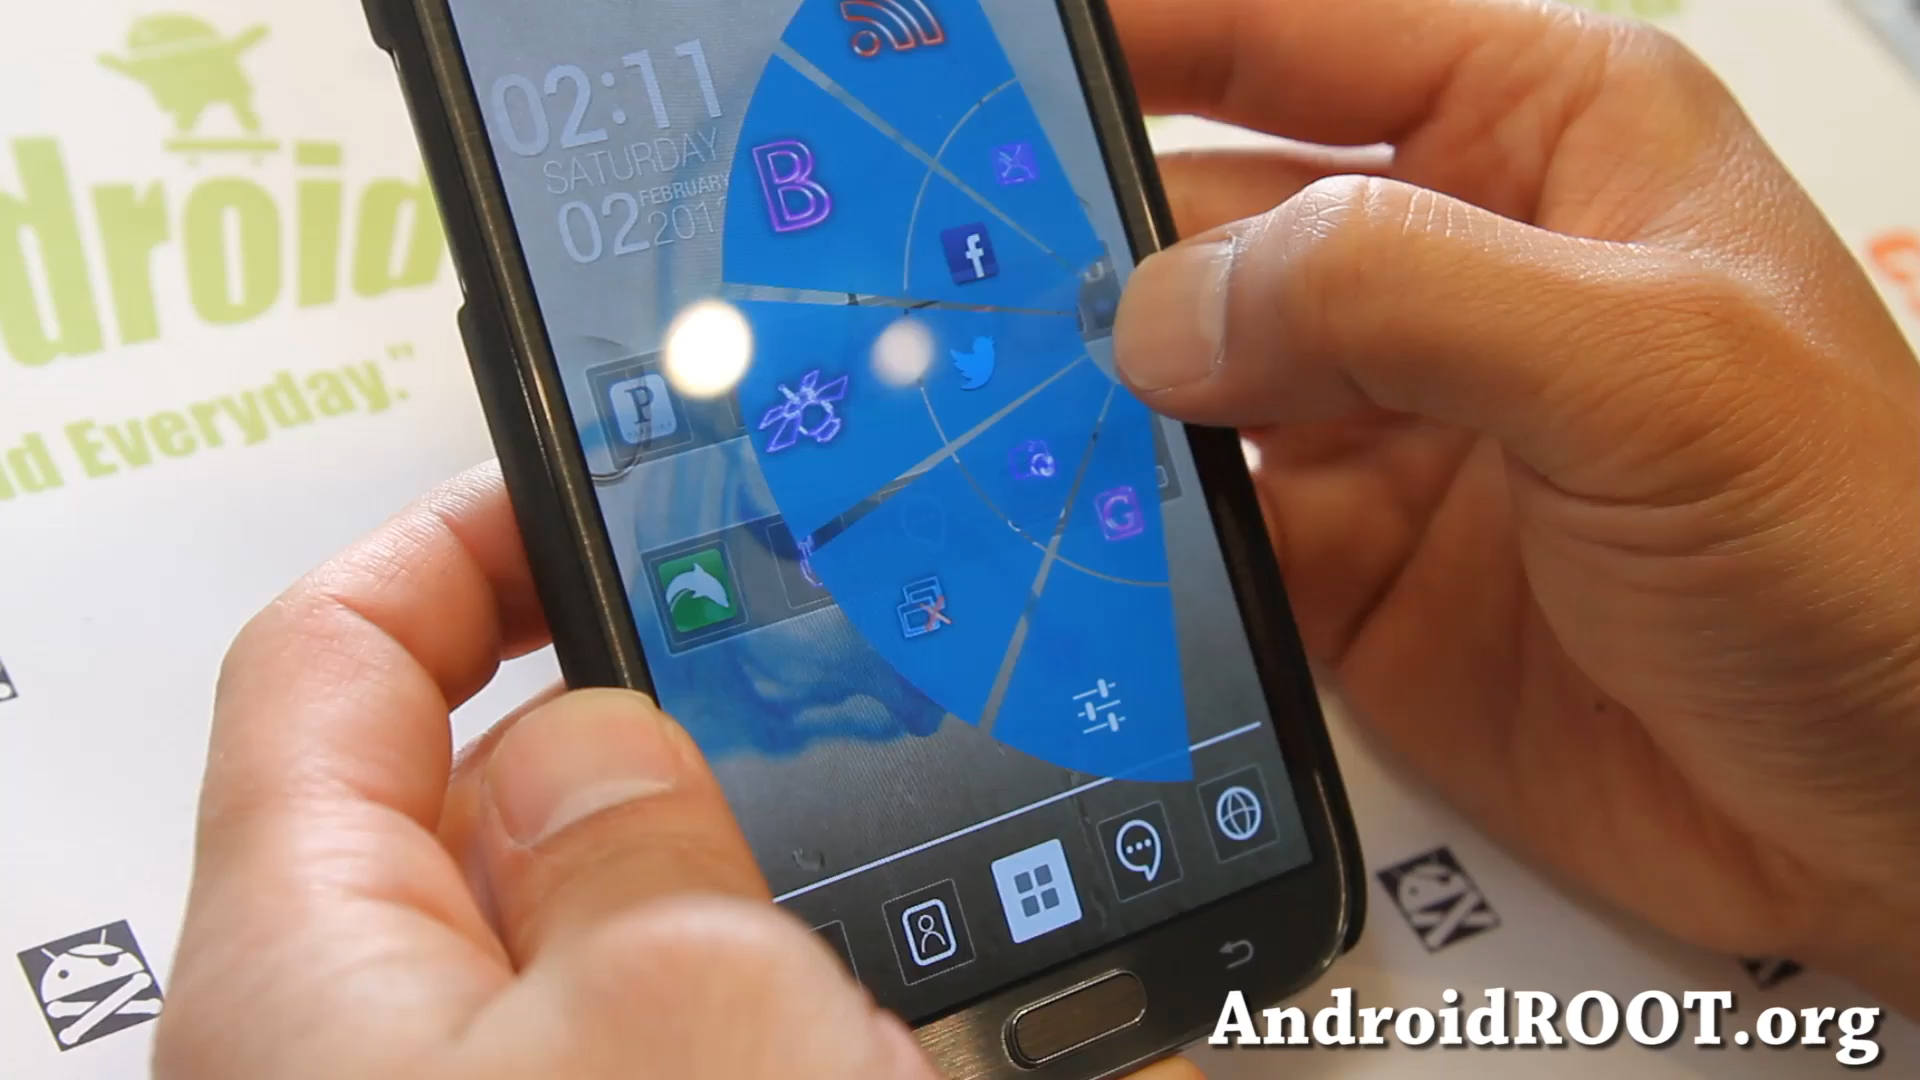 02:11
SATURDAY
02 FEBRUARY
201
B
f
P
G
droid
d Everyday."
AndroidROOT.org